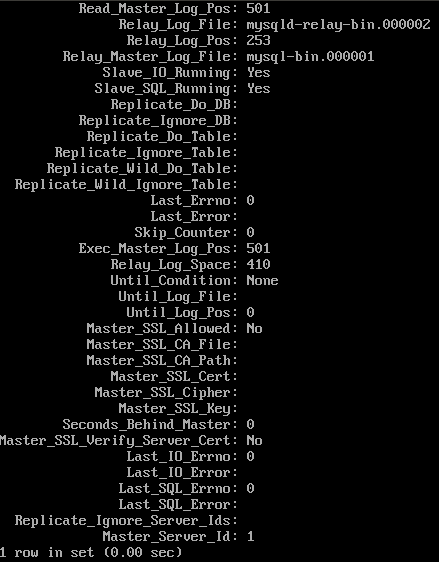 Read_Master_Log_Pos: 501
Relay_Log_File: mysqld-relay-bin.000002
Relay_Log_Pos: 253
Relay_Master_Log_File: mysql-bin.000001
Slave_IO_Running: Yes
Slave_SQL_Running: Yes
Replicate_Do_DB:
Replicate_Ignore_DB:
Replicate_Do_Table:
Replicate_Ignore_Table:
Replicate_Wild_Do_Table:
Replicate_Wild_Ignore_Table:
Last_Errno: 0
Last_Error:
Skip_Counter: 0
Exec_Master_Log_Pos: 501
Relay_Log_Space: 410
Until_Condition: None
Until_Log_File:
Until_Log_Pos: 0
Master_SSL_Allowed: No
Master_SSL_CA_File:
Master_SSL_CA_Path:
Master_SSL_Cert:
Master_SSL_Cipher:
Master_SSL_Key:
Seconds_Behind_Master: 0
Master_SSL_Verify_Server_Cert: No
Last_IO_Errno: 0
Last_IO_Error:
Last_SQL_Errno: 0
Last_SQL_Error:
Replicate_Ignore_Server_Ids:
Master_Server_Id: 1
1 row in set (0.00 sec)